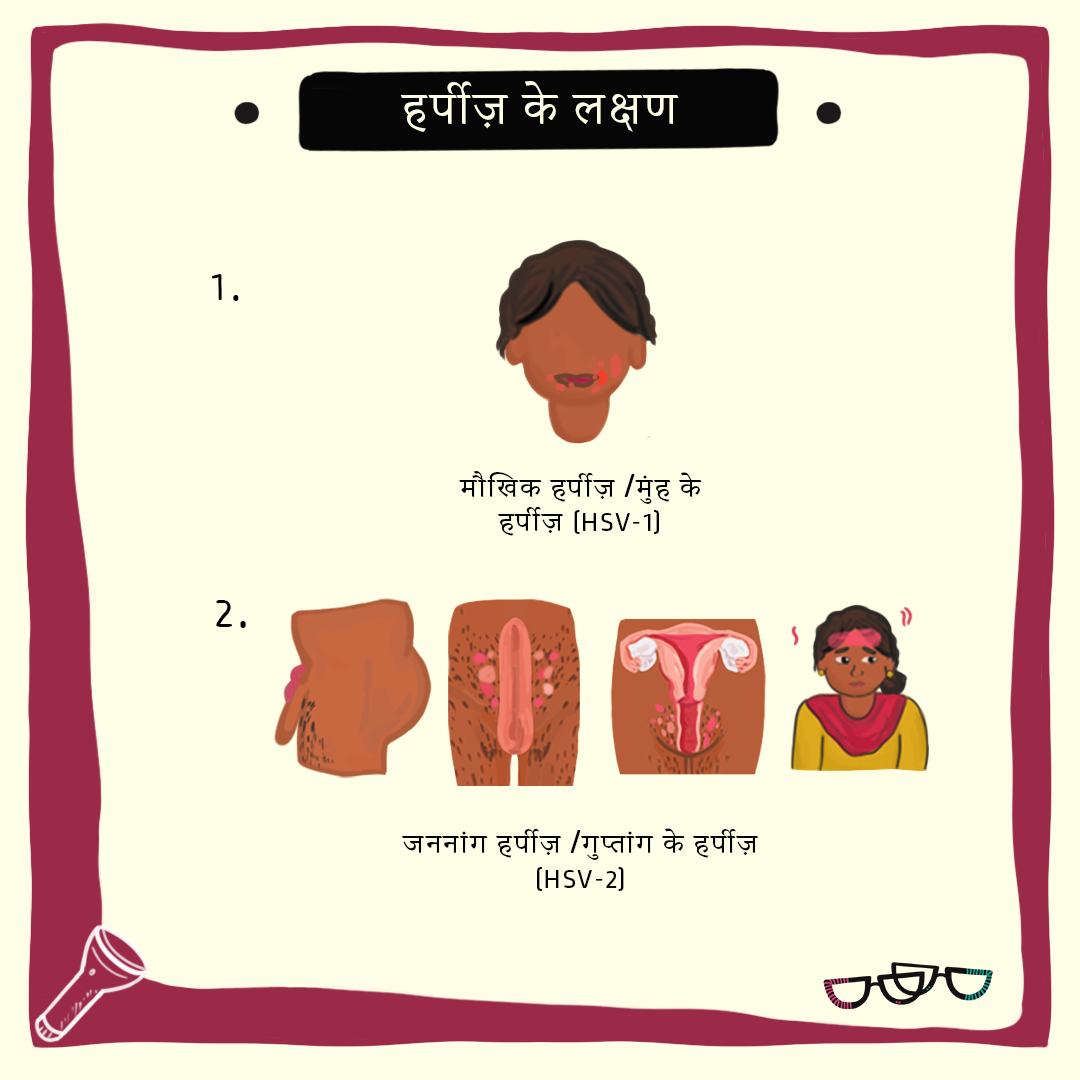 हर्पीज़ के लक्षण
1.
मौखिक हर्पीज़ /मुंह के
हर्पीज़ (HSV-1)
2.
जननांग हर्पीज़ /गुप्तांग के हर्पीज़
(HSV-2)